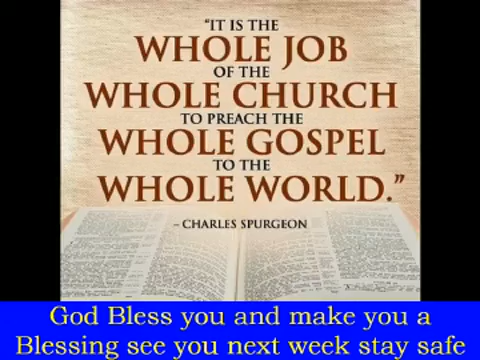 “IT IS THE
WHOLE JOB
OF THE
WHOLE CHURCH
TO PREACH THE
WHOLE GOSPEL
TO THE
WHOLE WORLD.”
– CHARLES SPURGEON
God Bless you and make you a
Blessing see you next week stay safe